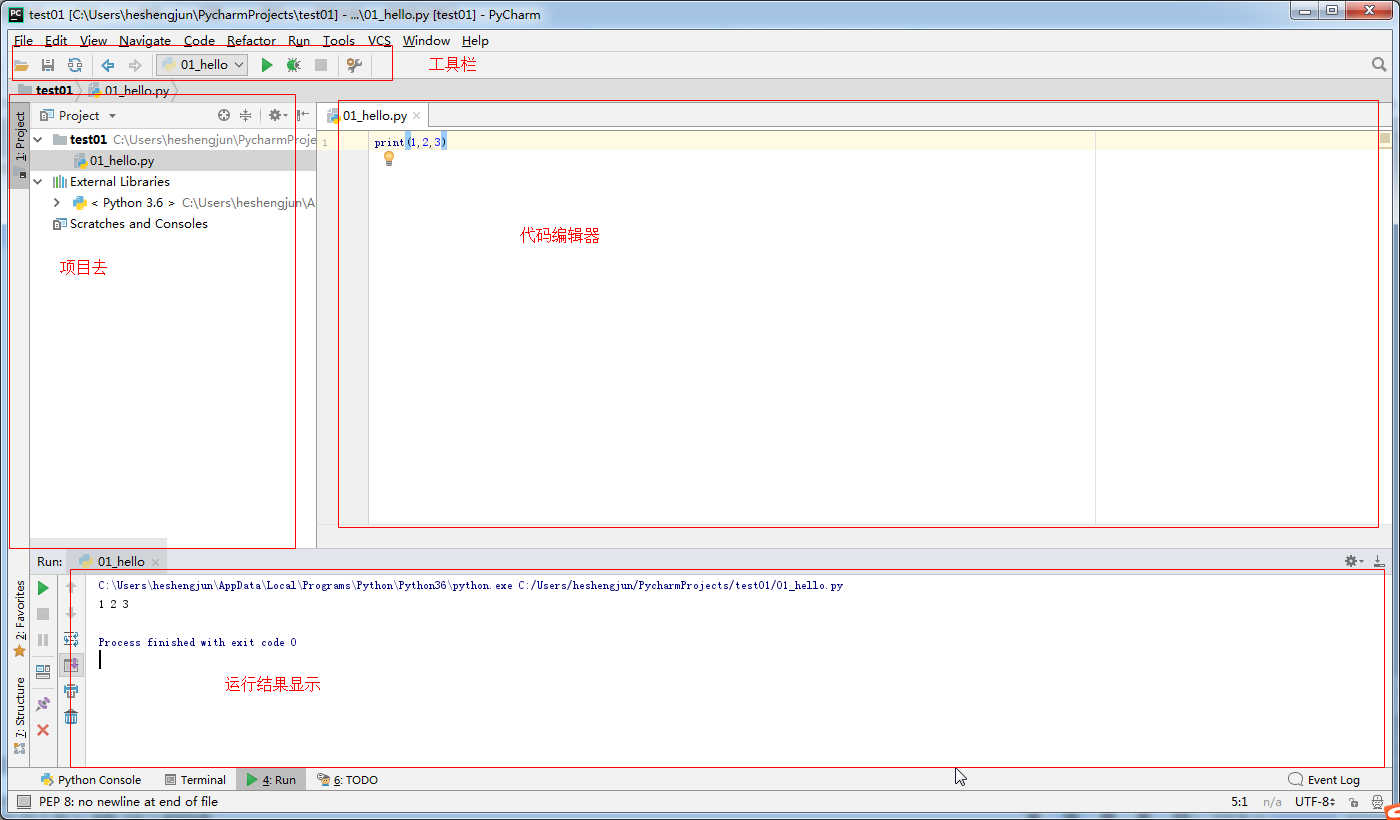 test01 [C:\Users\heshengjun\PycharmProjects\test01] - ...\01_hello.py [test01] - PyCharm
File Edit View Navigate Code Refactor Run Tools VCS Window Help
01_hello 工具栏
test01 01_hello.py
1: Project
Project
01_hello.py
test01 C:\Users\heshengjun\PycharmProje
1 print(1,2,3)
01_hello.py
External Libraries
< Python 3.6 > C:\Users\heshengjun\A
Scratches and Consoles
代码编辑器
项目去
Run: 01_hello
2: Favorites
7: Structure
C:\Users\heshengjun\AppData\Local\Programs\Python\Python36\python.exe C:/Users/heshengjun/PycharmProjects/test01/01_hello.py
1 2 3
Process finished with exit code 0
运行结果显示
Python Console Terminal 4: Run 6: TODO Event Log
PEP 8: no newline at end of file 5:1 n/a UTF-8